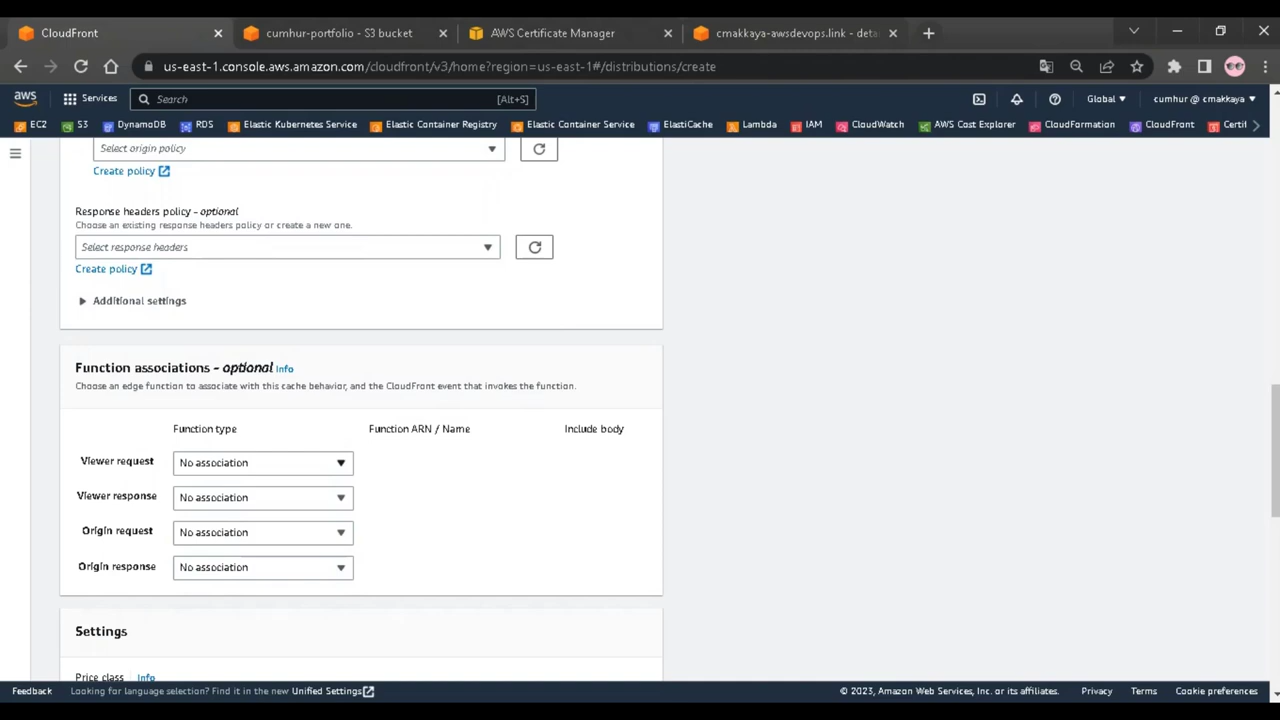 CloudFront
cumhur-portfolio - S3 bucket
AWS Certificate Manager
cmakkaya-awsdevops.link - deta
us-east-1.console.aws.amazon.com/cloudfront/v3/home?region=us-east-1#/distributions/create
aws Services Search [Alt+S] Global cumhur @ cmakkaya
EC2 S3 DynamoDB RDS Elastic Kubernetes Service Elastic Container Registry Elastic Container Service ElastiCache Lambda IAM CloudWatch AWS Cost Explorer CloudFormation CloudFront Certif
Select origin policy
Create policy
Response headers policy - optional
Choose an existing response headers policy or create a new one.
Select response headers
Create policy
Additional settings
Function associations - optional Info
Choose an edge function to associate with this cache behavior, and the CloudFront event that invokes the function.
Function type Function ARN / Name Include body
Viewer request No association
Viewer response No association
Origin request No association
Origin response No association
Settings
Price class Info
Feedback Looking for language selection? Find it in the new Unified Settings © 2023, Amazon Web Services, Inc. or its affiliates. Privacy Terms Cookie preferences